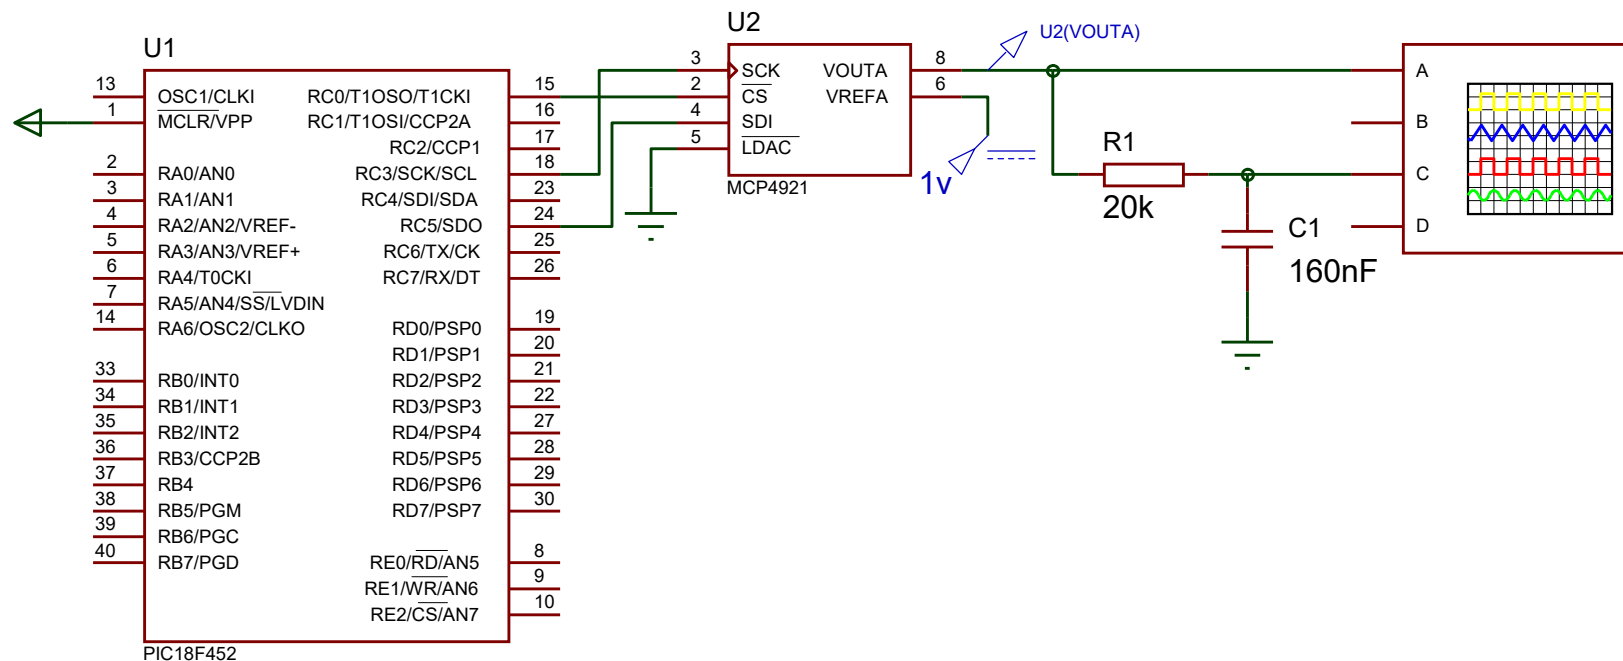 U1
13 OSC1/CLKI
1 MCLR/VPP
2 RA0/AN0
3 RA1/AN1
4 RA2/AN2/VREF-
5 RA3/AN3/VREF+
6 RA4/T0CKI
7 RA5/AN4/SS/LVDIN
14 RA6/OSC2/CLKO
33 RB0/INT0
34 RB1/INT1
35 RB2/INT2
36 RB3/CCP2B
37 RB4
38 RB5/PGM
39 RB6/PGC
40 RB7/PGD
RC0/T1OSO/T1CKI 15
RC1/T1OSI/CCP2A 16
RC2/CCP1 17
RC3/SCK/SCL 18
RC4/SDI/SDA 23
RC5/SDO 24
RC6/TX/CK 25
RC7/RX/DT 26
RD0/PSP0 19
RD1/PSP1 20
RD2/PSP2 21
RD3/PSP3 22
RD4/PSP4 27
RD5/PSP5 28
RD6/PSP6 29
RD7/PSP7 30
RE0/RD/AN5 8
RE1/WR/AN6 9
RE2/CS/AN7 10
PIC18F452
U2
3 SCK
2 CS
4 SDI
5 LDAC
VOUTA 8
VREFA 6
MCP4921
U2(VOUTA)
1v
R1
20k
C1
160nF
A
B
C
D